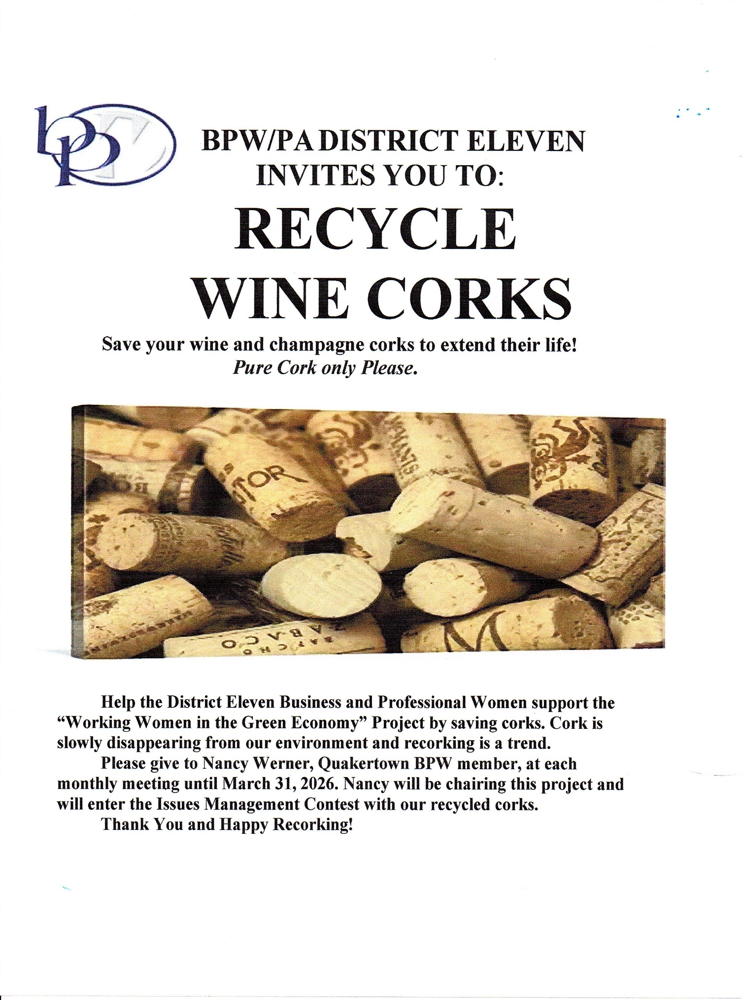 bpw
BPW/PA DISTRICT ELEVEN
INVITES YOU TO:
RECYCLE
WINE CORKS
Save your wine and champagne corks to extend their life!
Pure Cork only Please.
TOR
M
Help the District Eleven Business and Professional Women support the
“Working Women in the Green Economy” Project by saving corks. Cork is
slowly disappearing from our environment and recorking is a trend.
Please give to Nancy Werner, Quakertown BPW member, at each
monthly meeting until March 31, 2026. Nancy will be chairing this project and
will enter the Issues Management Contest with our recycled corks.
Thank You and Happy Recorking!